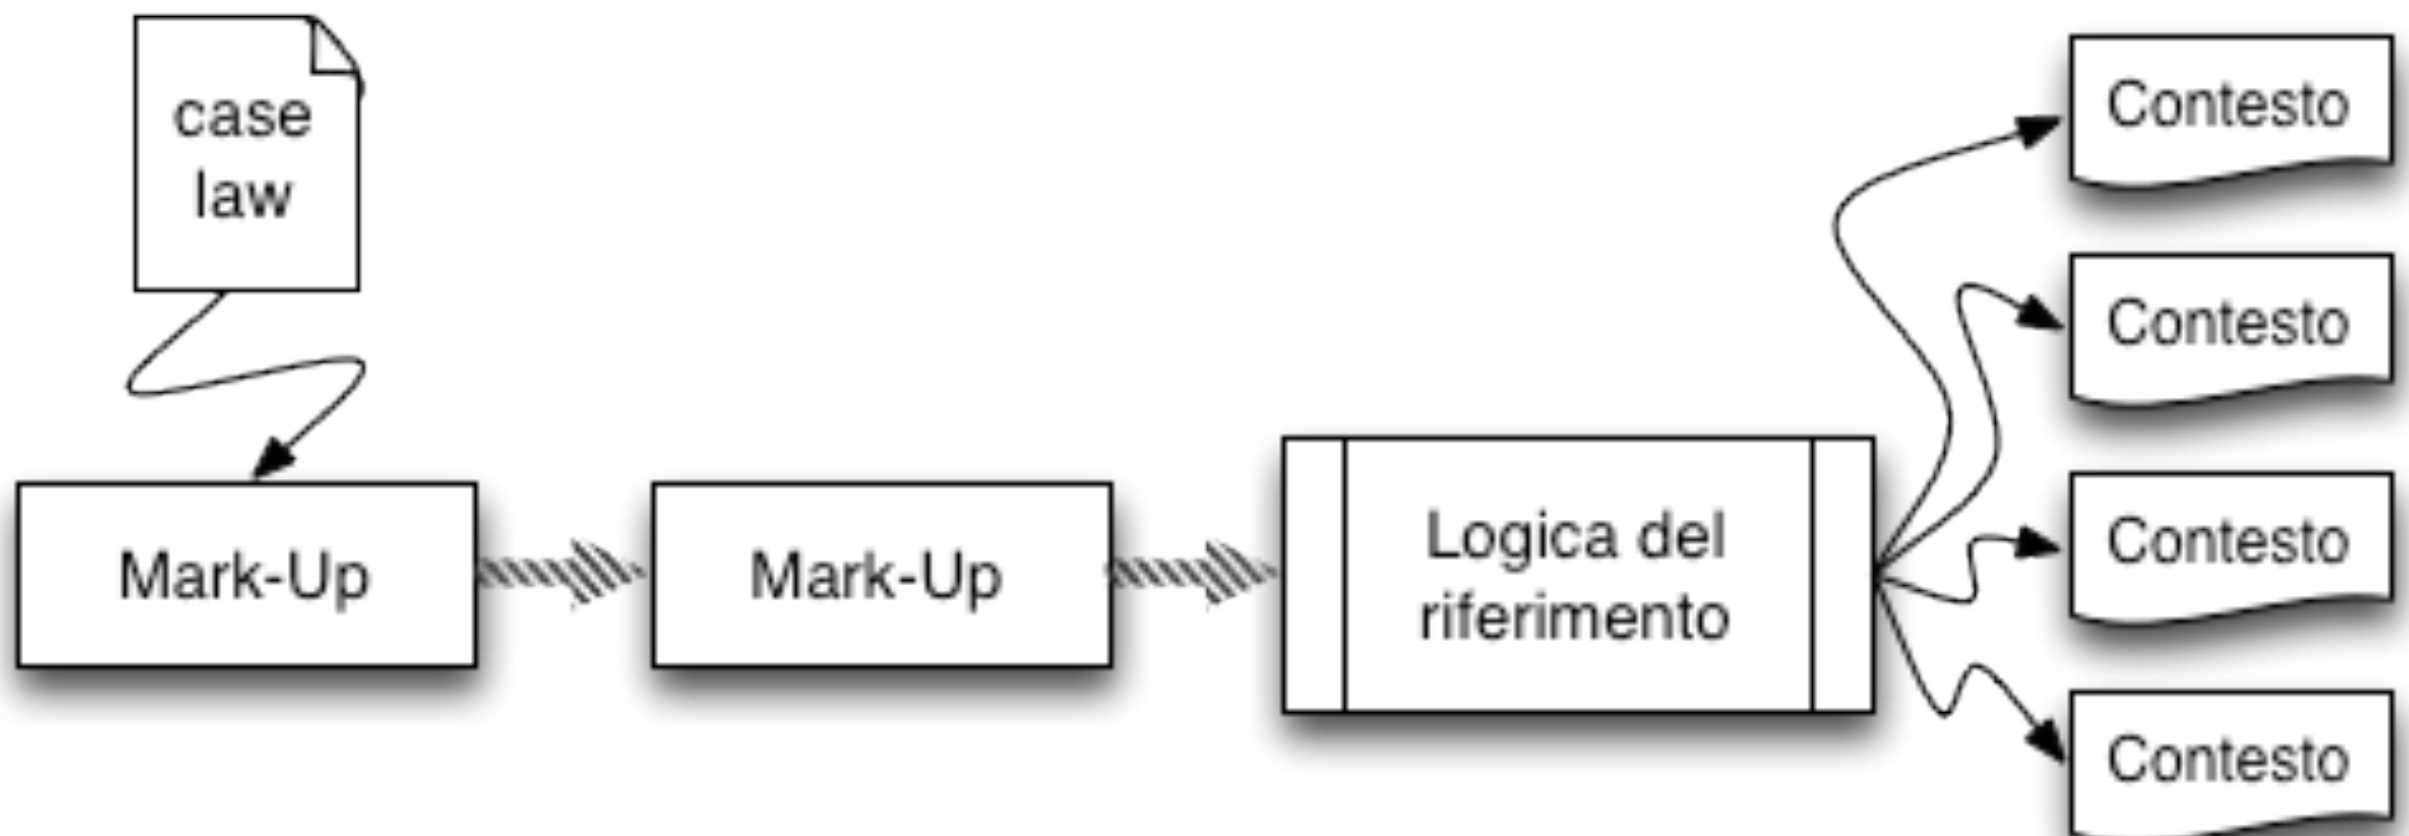 case
law
Mark-Up
Mark-Up
Logica del
riferimento
Contesto
Contesto
Contesto
Contesto